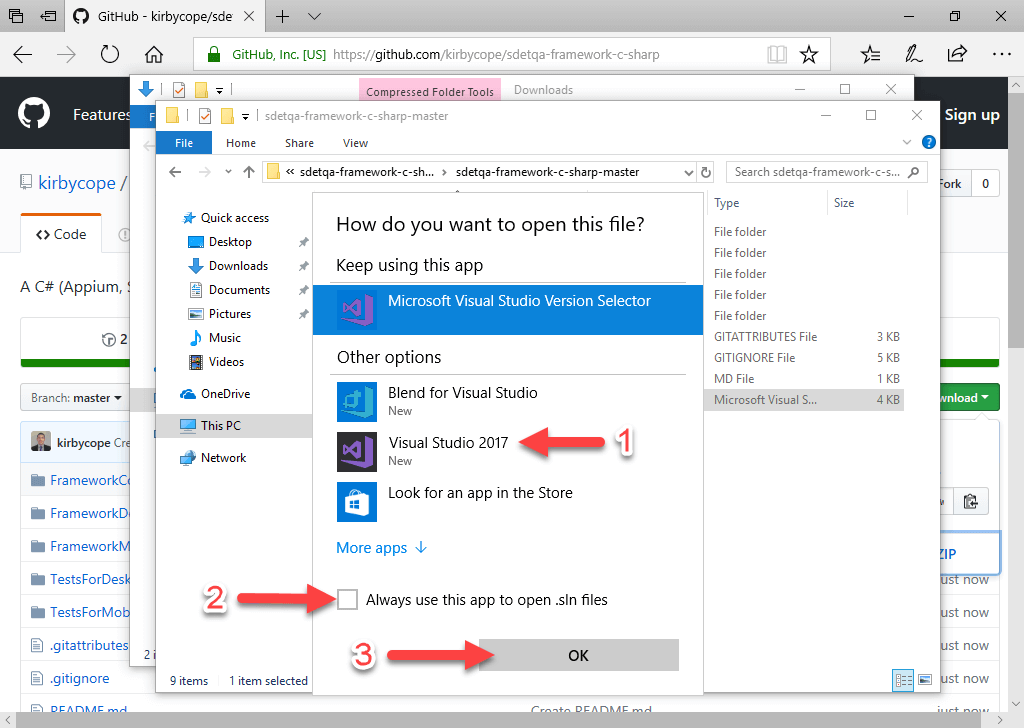 GitHub - kirbycope/sde
GitHub, Inc. [US] https://github.com/kirbycope/sdetqa-framework-c-sharp
Compressed Folder Tools
Downloads
F
Features
Sign up
sdetqa-framework-c-sharp-master
File
Home
Share
View
?
« sdetqa-framework-c-sh... › sdetqa-framework-c-sharp-master
Search sdetqa-framework-c-s...
kirbycope /
Fork
0
Code
A C# (Appium, S
2
Branch: master
kirbycope Cre
FrameworkCo
FrameworkDe
FrameworkM
TestsForDesk
TestsForMob
.gitattributes
.gitignore
README.md
Quick access
Desktop
Downloads
Documents
Pictures
Music
Videos
OneDrive
This PC
Network
Type
Size
File folder
File folder
File folder
File folder
File folder
GITATTRIBUTES File 3 KB
GITIGNORE File 5 KB
MD File 1 KB
Microsoft Visual S... 4 KB
How do you want to open this file?
Keep using this app
Microsoft Visual Studio Version Selector
Other options
Blend for Visual Studio
New
Visual Studio 2017
New
1
Look for an app in the Store
More apps
2
Always use this app to open .sln files
3
OK
9 items
1 item selected
2 i
wnload
ZIP
just now
just now
just now
just now
just now
Create README.md